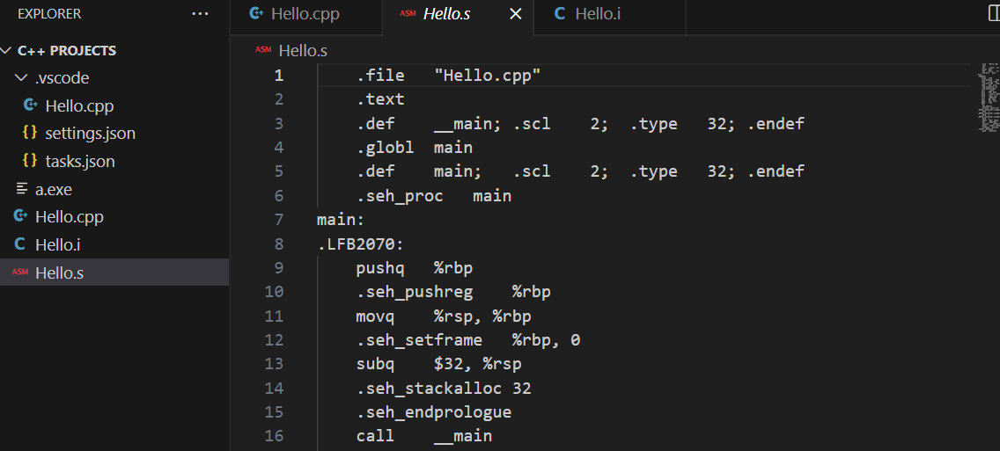 EXPLORER ···
C++ PROJECTS
.vscode
Hello.cpp
{} settings.json
{} tasks.json
a.exe
Hello.cpp
C Hello.i
ASM Hello.s
Hello.cpp ASM Hello.s × C Hello.i
ASM Hello.s
1 .file "Hello.cpp"
2 .text
3 .def __main; .scl 2; .type 32; .endef
4 .globl main
5 .def main; .scl 2; .type 32; .endef
6 .seh_proc main
7 main:
8 .LFB2070:
9 pushq %rbp
10 .seh_pushreg %rbp
11 movq %rsp, %rbp
12 .seh_setframe %rbp, 0
13 subq $32, %rsp
14 .seh_stackalloc 32
15 .seh_endprologue
16 call __main